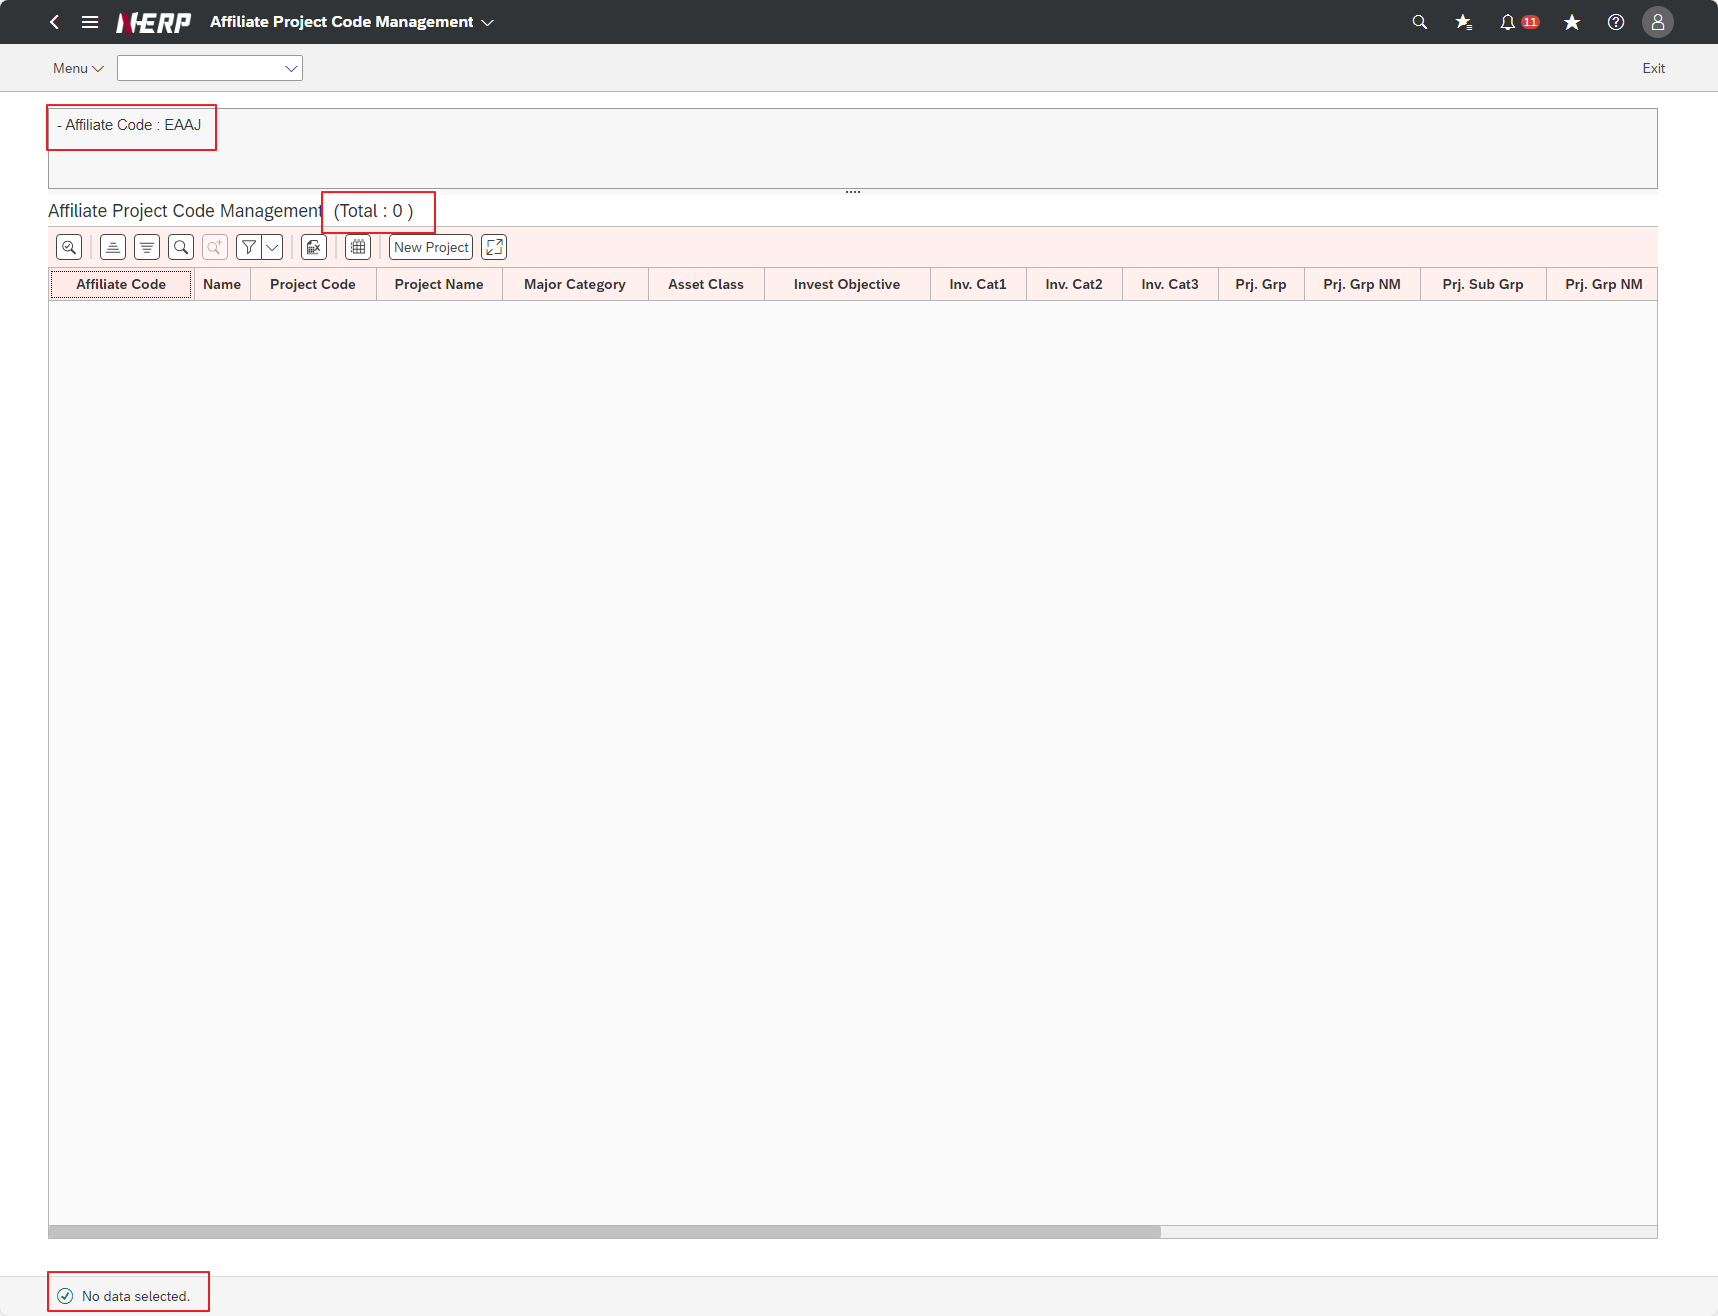 NERP Affiliate Project Code Management 11
Menu Exit
- Affiliate Code : EAAJ
Affiliate Project Code Management (Total : 0 )
New Project
Affiliate Code Name Project Code Project Name Major Category Asset Class Invest Objective Inv. Cat1 Inv. Cat2 Inv. Cat3 Prj. Grp Prj. Grp NM Prj. Sub Grp Prj. Grp NM
No data selected.